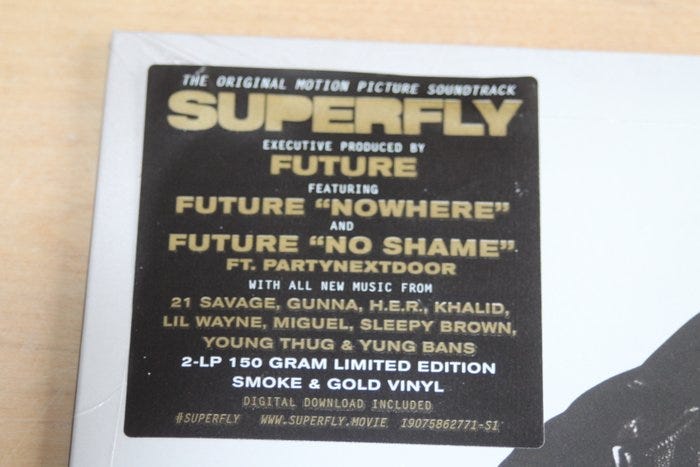 THE ORIGINAL MOTION PICTURE SOUNDTRACK
SUPERFLY
EXECUTIVE PRODUCED BY
FUTURE
FEATURING
FUTURE “NOWHERE”
AND
FUTURE “NO SHAME”
FT. PARTYNEXTDOOR
WITH ALL NEW MUSIC FROM
21 SAVAGE, GUNNA, H.E.R., KHALID,
LIL WAYNE, MIGUEL, SLEEPY BROWN,
YOUNG THUG & YUNG BANS
2-LP 150 GRAM LIMITED EDITION
SMOKE & GOLD VINYL
DIGITAL DOWNLOAD INCLUDED
#SUPERFLY WWW.SUPERFLY.MOVIE 19075862771-S1